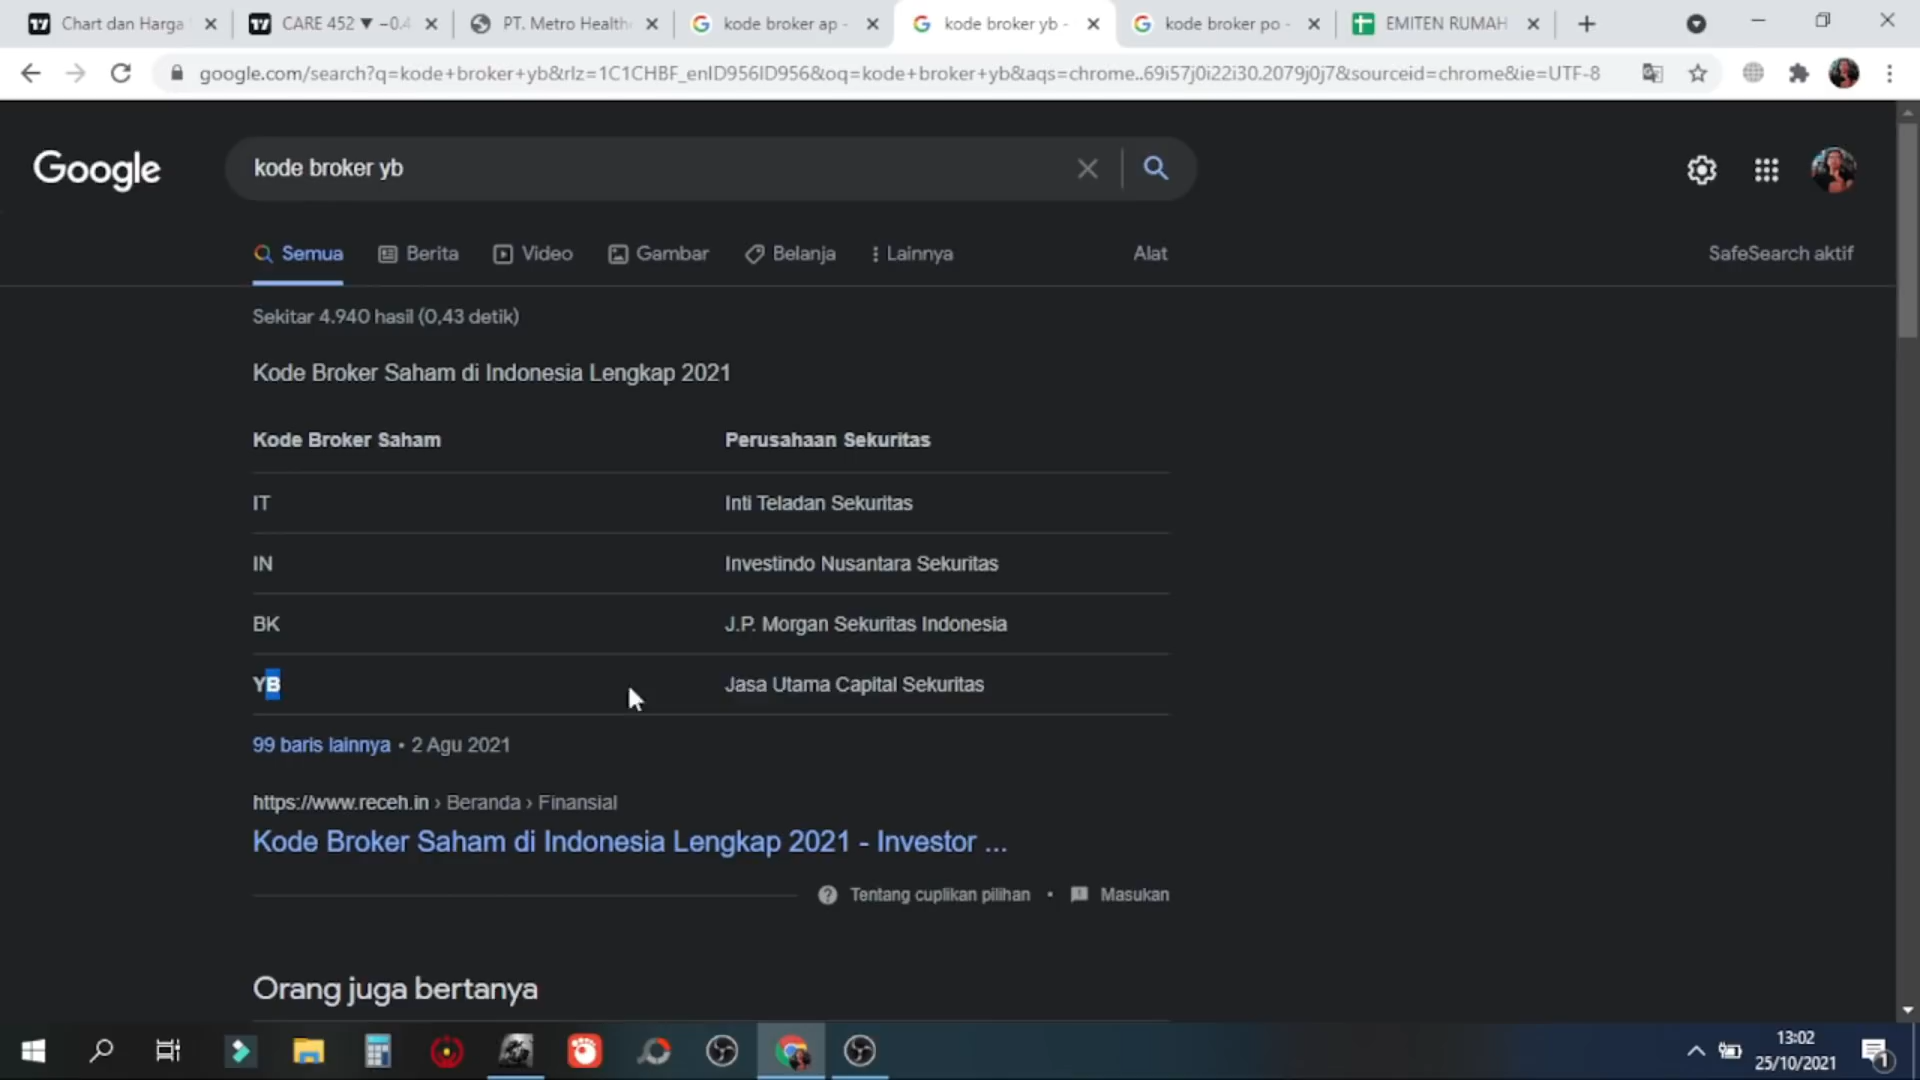 Chart dan Harga
CARE 452 ▼ −0.4
PT. Metro Healthc
kode broker ap -
kode broker yb -
kode broker po -
EMITEN RUMAH
google.com/search?q=kode+broker+yb&rlz=1C1CHBF_enID956ID956&oq=kode+broker+yb&aqs=chrome..69i57j0i22i30.2079j0j7&sourceid=chrome&ie=UTF-8
Google
kode broker yb
Semua
Berita
Video
Gambar
Belanja
Lainnya
Alat
SafeSearch aktif
Sekitar 4.940 hasil (0,43 detik)
Kode Broker Saham di Indonesia Lengkap 2021
Kode Broker Saham Perusahaan Sekuritas
IT Inti Teladan Sekuritas
IN Investindo Nusantara Sekuritas
BK J.P. Morgan Sekuritas Indonesia
YB Jasa Utama Capital Sekuritas
99 baris lainnya • 2 Agu 2021
https://www.receh.in › Beranda › Finansial
Kode Broker Saham di Indonesia Lengkap 2021 - Investor ...
Tentang cuplikan pilihan • Masukan
Orang juga bertanya
13:02
25/10/2021
1